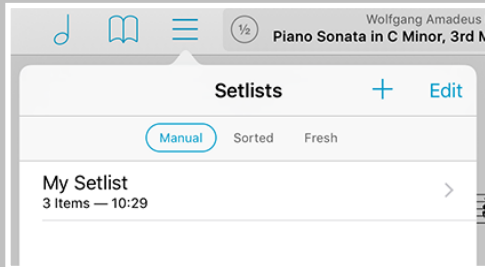 ½
Wolfgang Amadeus
Piano Sonata in C Minor, 3rd
Setlists
Edit
Manual Sorted Fresh
My Setlist
3 Items — 10:29